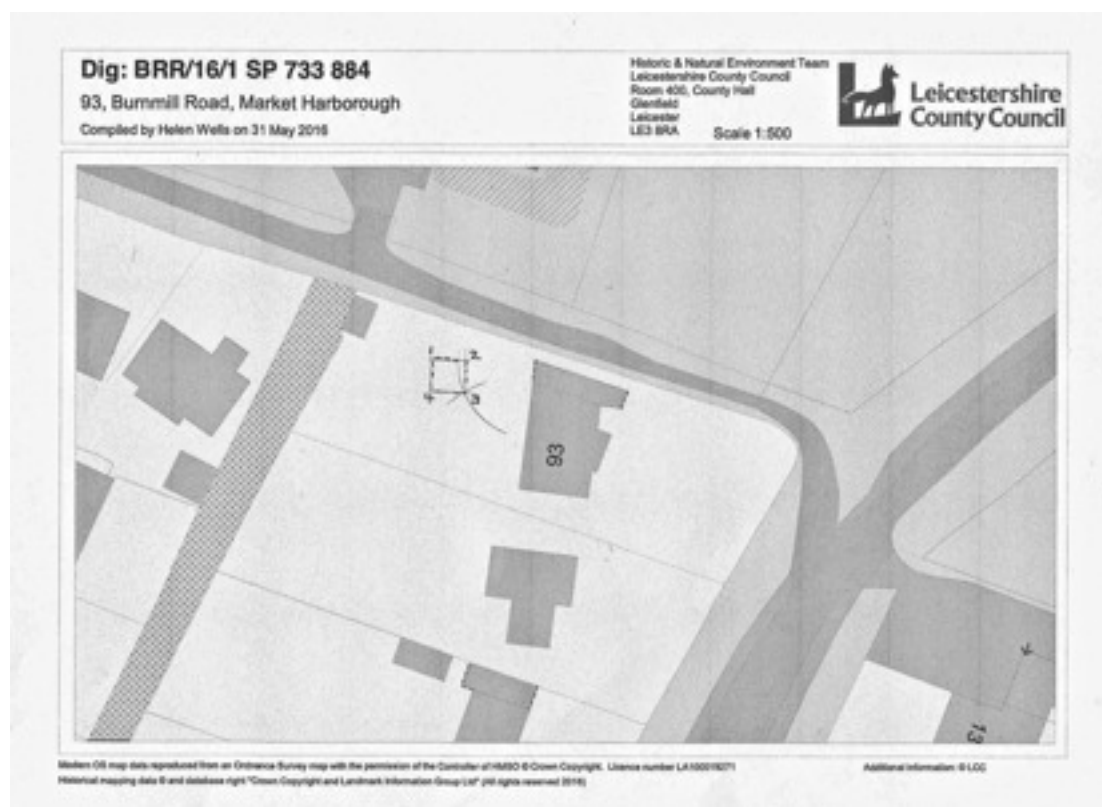 Dig: BRR/16/1 SP 733 884
93, Burnmill Road, Market Harborough
Compiled by Helen Wells on 31 May 2016
Historic & Natural Environment Team
Leicestershire County Council
Room 400, County Hall
Glenfield
Leicester
LE3 8RA
Scale 1:500
Leicestershire
County Council
1 2
4 3
93
13
Modern OS map data reproduced from an Ordnance Survey map with the permission of the Controller of HMSO © Crown Copyright. Licence number LA100019271
Additional information: © LCC
Historical mapping data © and database right "Crown Copyright and Landmark Information Group Ltd" (All rights reserved 2016)